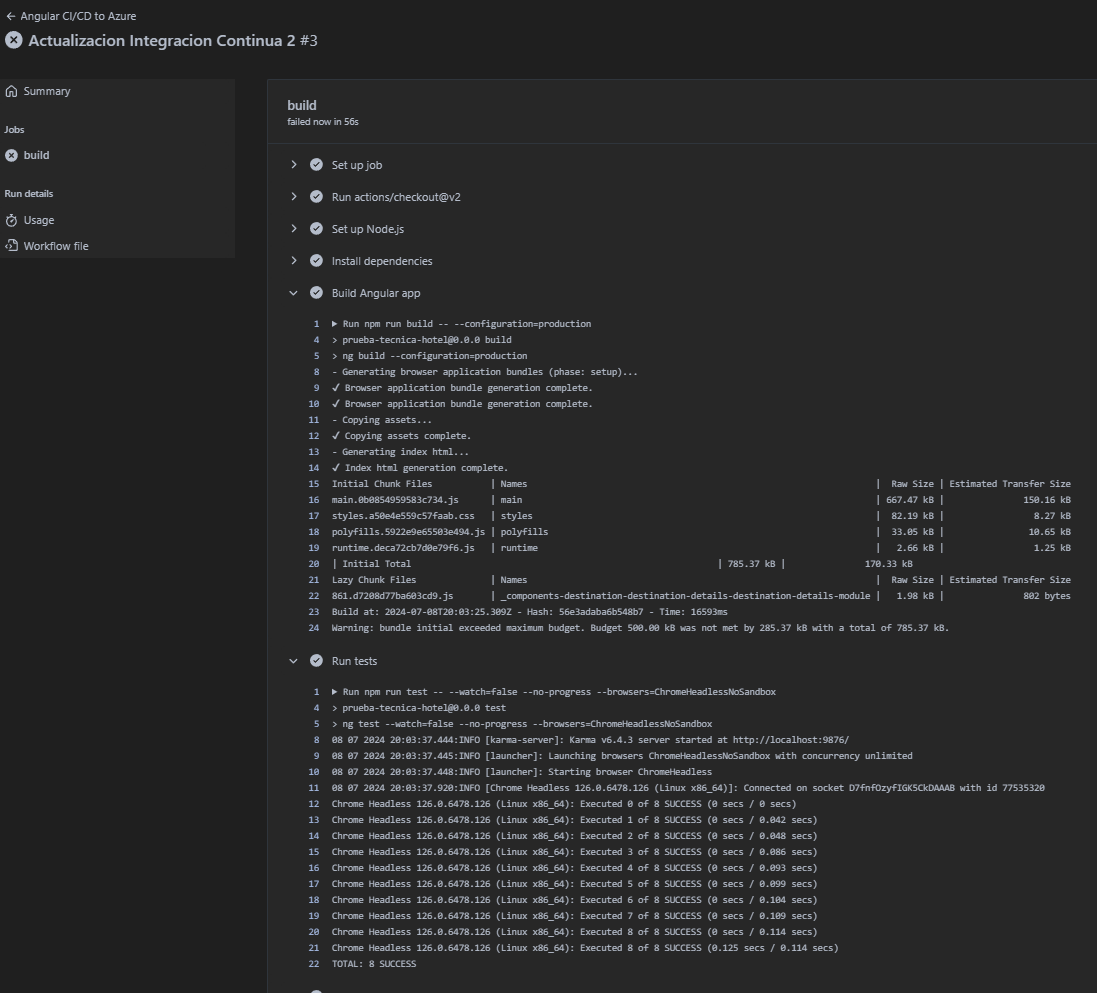 Angular CI/CD to Azure
Actualizacion Integracion Continua 2 #3
Summary
Jobs
build
Run details
Usage
Workflow file
build
failed now in 56s
Set up job
Run actions/checkout@v2
Set up Node.js
Install dependencies
Build Angular app
1 Run npm run build -- --configuration=production
4 > prueba-tecnica-hotel@0.0.0 build
5 > ng build --configuration=production
8 - Generating browser application bundles (phase: setup)...
9 ✓ Browser application bundle generation complete.
10 ✓ Browser application bundle generation complete.
11 - Copying assets...
12 ✓ Copying assets complete.
13 - Generating index html...
14 ✓ Index html generation complete.
15 Initial Chunk Files | Names | Raw Size | Estimated Transfer Size
16 main.0b0854959583c734.js | main | 667.47 kB | 150.16 kB
17 styles.a50e4e559c57faab.css | styles | 82.19 kB | 8.27 kB
18 polyfills.5922e9e65503e494.js | polyfills | 33.05 kB | 10.65 kB
19 runtime.deca72cb7d0e79f6.js | runtime | 2.66 kB | 1.25 kB
20 | Initial Total | 785.37 kB | 170.33 kB
21 Lazy Chunk Files | Names | Raw Size | Estimated Transfer Size
22 861.d7208d77ba603cd9.js | _components-destination-destination-details-destination-details-module | 1.98 kB | 802 bytes
23 Build at: 2024-07-08T20:03:25.309Z - Hash: 56e3adaba6b548b7 - Time: 16593ms
24 Warning: bundle initial exceeded maximum budget. Budget 500.00 kB was not met by 285.37 kB with a total of 785.37 kB.
Run tests
1 Run npm run test -- --watch=false --no-progress --browsers=ChromeHeadlessNoSandbox
4 > prueba-tecnica-hotel@0.0.0 test
5 > ng test --watch=false --no-progress --browsers=ChromeHeadlessNoSandbox
8 08 07 2024 20:03:37.444:INFO [karma-server]: Karma v6.4.3 server started at http://localhost:9876/
9 08 07 2024 20:03:37.445:INFO [launcher]: Launching browsers ChromeHeadlessNoSandbox with concurrency unlimited
10 08 07 2024 20:03:37.448:INFO [launcher]: Starting browser ChromeHeadless
11 08 07 2024 20:03:37.920:INFO [Chrome Headless 126.0.6478.126 (Linux x86_64)]: Connected on socket D7fnfOzyfIGK5CkDAAAB with id 77535320
12 Chrome Headless 126.0.6478.126 (Linux x86_64): Executed 0 of 8 SUCCESS (0 secs / 0 secs)
13 Chrome Headless 126.0.6478.126 (Linux x86_64): Executed 1 of 8 SUCCESS (0 secs / 0.042 secs)
14 Chrome Headless 126.0.6478.126 (Linux x86_64): Executed 2 of 8 SUCCESS (0 secs / 0.048 secs)
15 Chrome Headless 126.0.6478.126 (Linux x86_64): Executed 3 of 8 SUCCESS (0 secs / 0.086 secs)
16 Chrome Headless 126.0.6478.126 (Linux x86_64): Executed 4 of 8 SUCCESS (0 secs / 0.093 secs)
17 Chrome Headless 126.0.6478.126 (Linux x86_64): Executed 5 of 8 SUCCESS (0 secs / 0.099 secs)
18 Chrome Headless 126.0.6478.126 (Linux x86_64): Executed 6 of 8 SUCCESS (0 secs / 0.104 secs)
19 Chrome Headless 126.0.6478.126 (Linux x86_64): Executed 7 of 8 SUCCESS (0 secs / 0.109 secs)
20 Chrome Headless 126.0.6478.126 (Linux x86_64): Executed 8 of 8 SUCCESS (0 secs / 0.114 secs)
21 Chrome Headless 126.0.6478.126 (Linux x86_64): Executed 8 of 8 SUCCESS (0.125 secs / 0.114 secs)
22 TOTAL: 8 SUCCESS